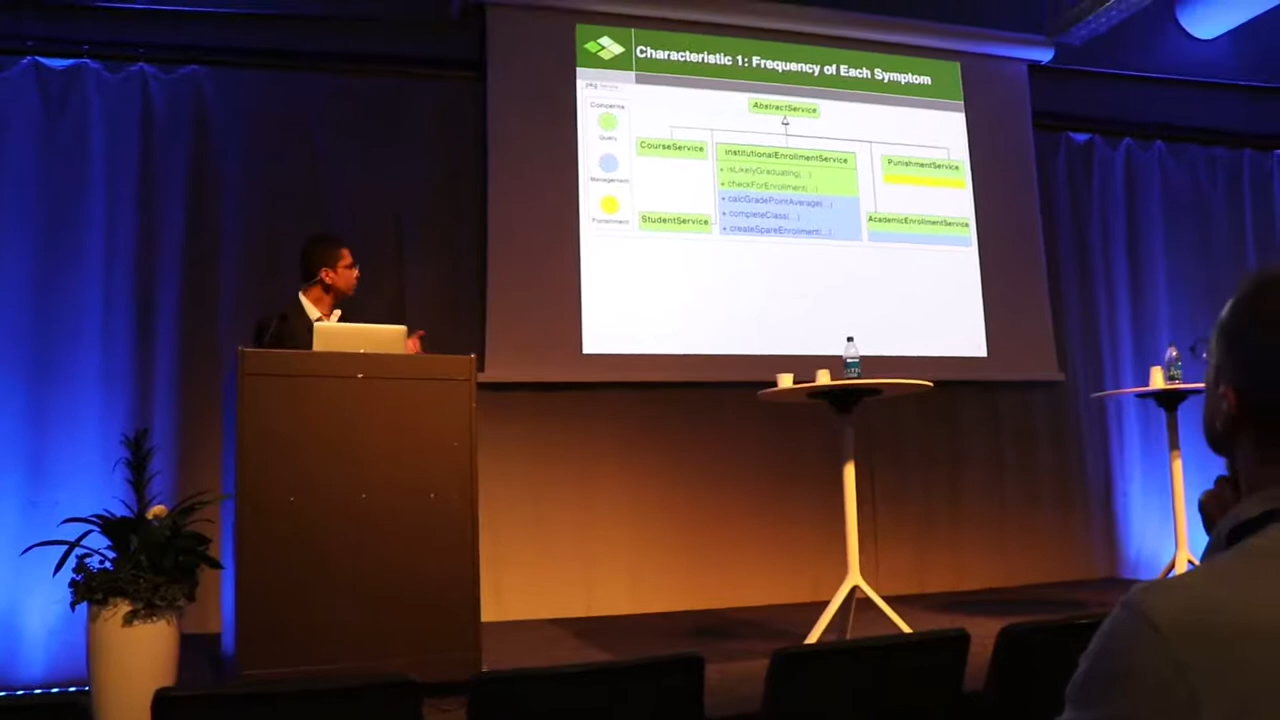 Characteristic 1: Frequency of Each Symptom
pkg
Concerns
Query
Management
Punishment
AbstractService
CourseService
StudentService
InstitutionalEnrollmentService
+ isLikelyGraduating(...)
+ checkForEnrollment(...)
+ calcGradePointAverage(...)
+ completeClass(...)
+ createSpareEnrollment(...)
PunishmentService
AcademicEnrollmentService